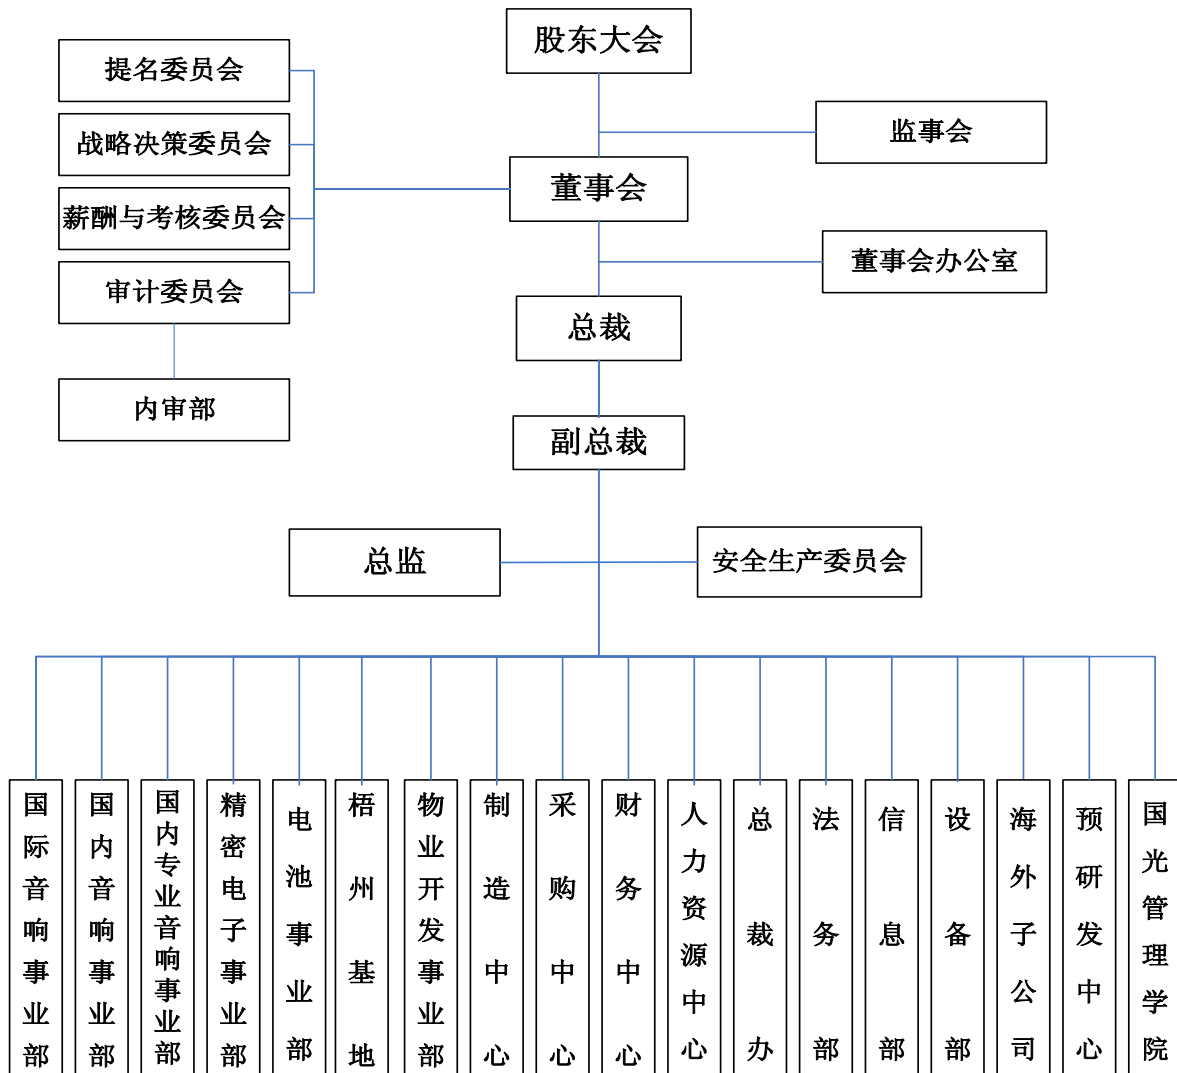 股东大会
提名委员会
监事会
战略决策委员会
董事会
薪酬与考核委员会
董事会办公室
审计委员会
总裁
内审部
副总裁
总监
安全生产委员会
国际音响事业部
国内音响事业部
国内专业音响事业部
精密电子事业部
电池事业部
梧州基地
物业开发事业部
制造中心
采购中心
财务中心
人力资源中心
总裁办
法务部
信息部
设备部
海外子公司
预研发中心
国光管理学院